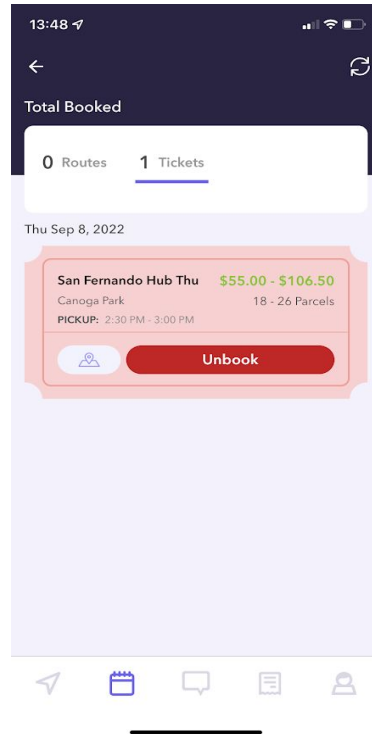 13:48
Total Booked
0 Routes 1 Tickets
Thu Sep 8, 2022
San Fernando Hub Thu $55.00 - $106.50
Canoga Park 18 - 26 Parcels
PICKUP: 2:30 PM - 3:00 PM
Unbook